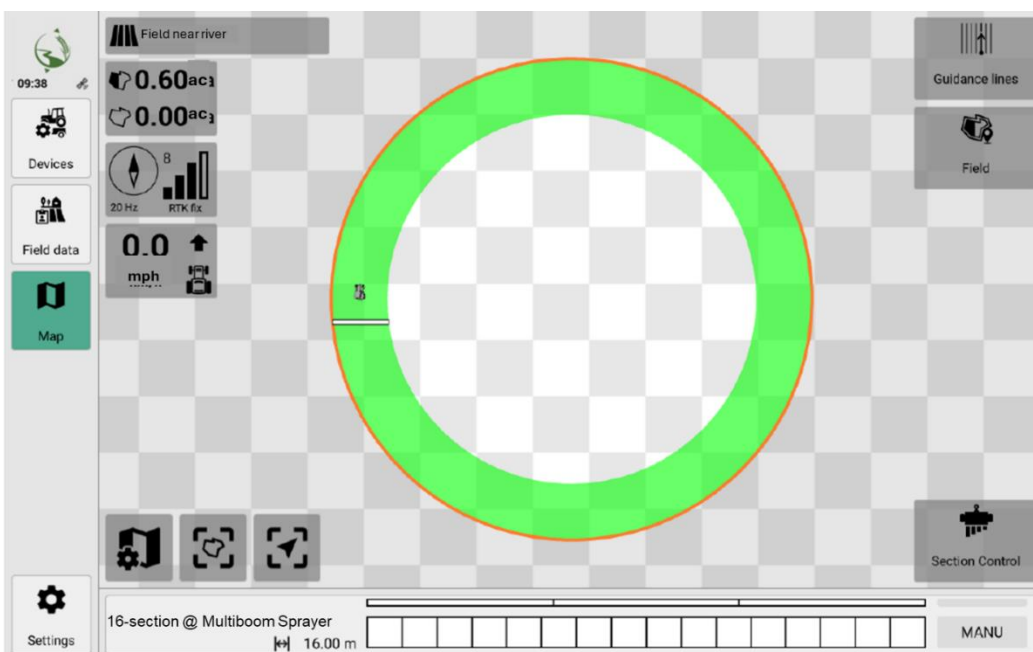 Field near river
09:38
0.60ac
0.00ac
8
20 Hz
RTK fix
0.0
mph
Devices
Field data
Map
Settings
Guidance lines
Field
Section Control
16-section @ Multiboom Sprayer
16.00 m
MANU